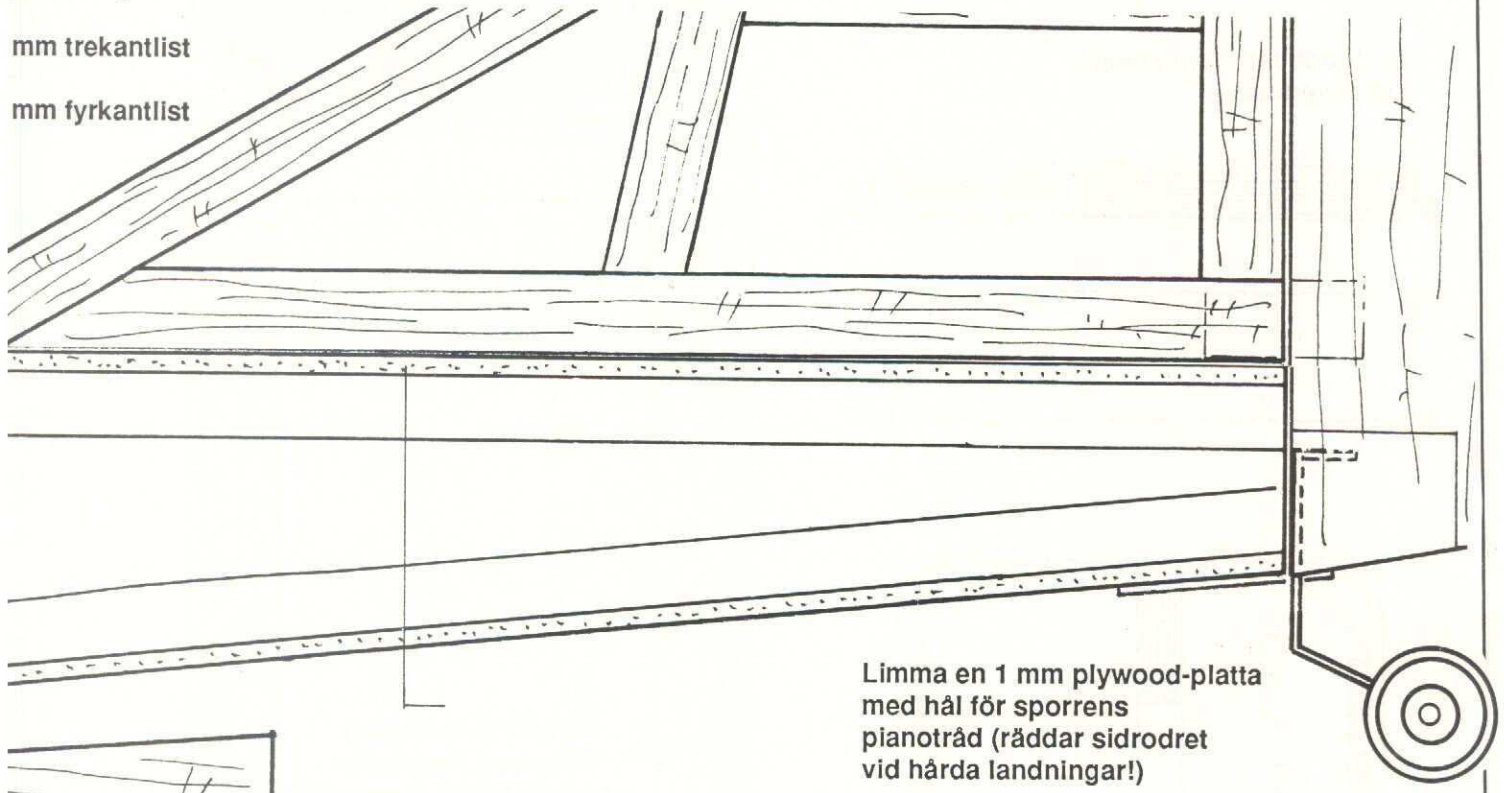 mm trekantlist
mm fyrkantlist
Limma en 1 mm plywood-platta
med hål för sporrens
pianotråd (räddar sidrodret
vid hårda landningar!)